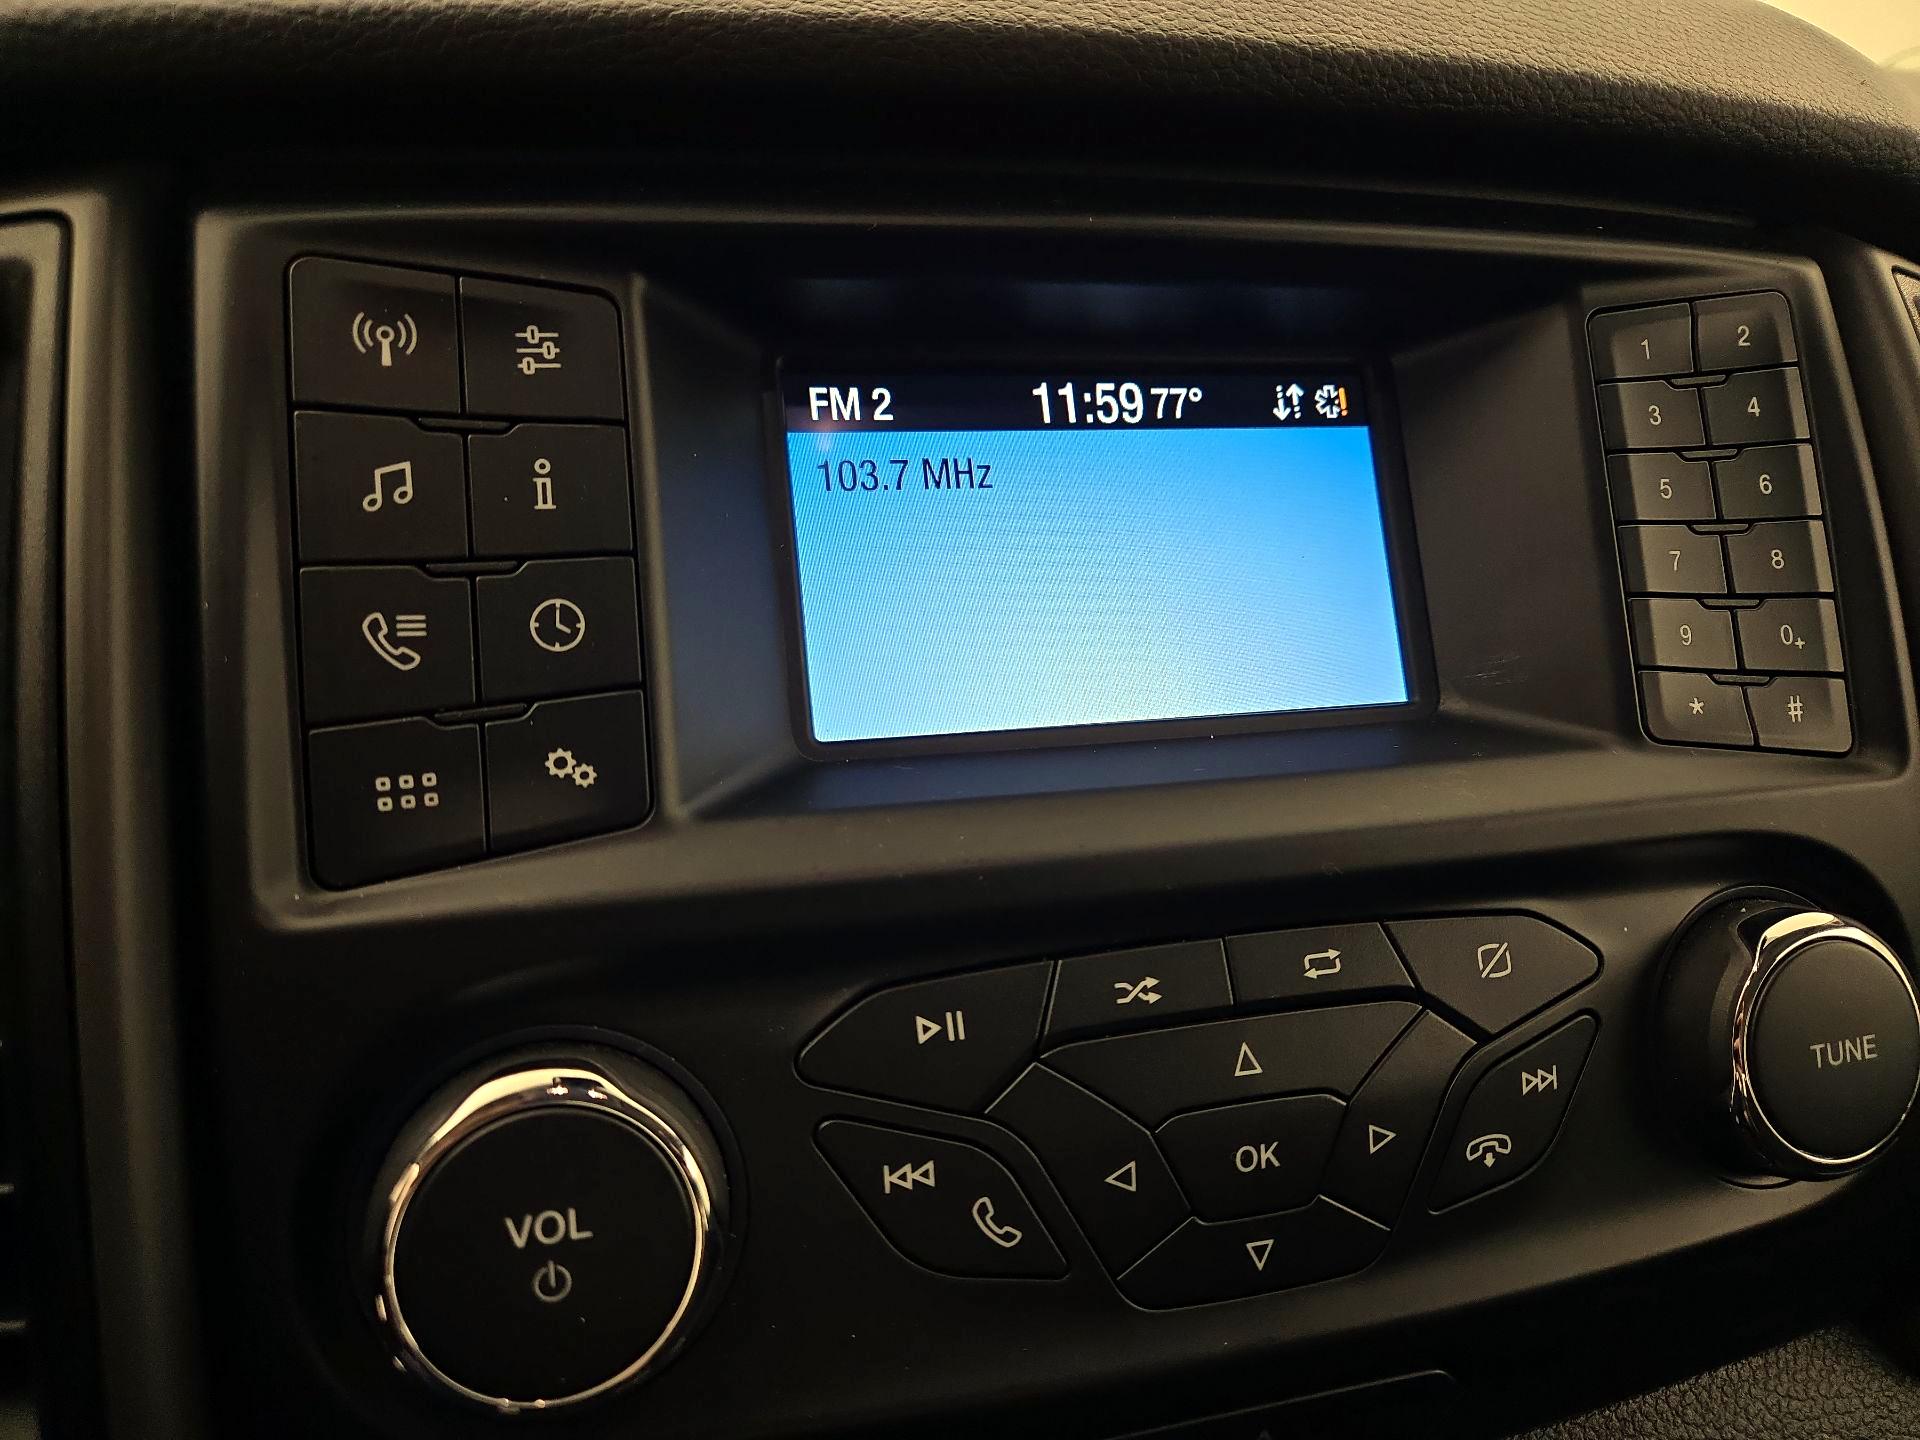 FM 2 11:59 77°
103.7 MHz
1 2
3 4
5 6
7 8
9 0+
* #
VOL
OK
TUNE